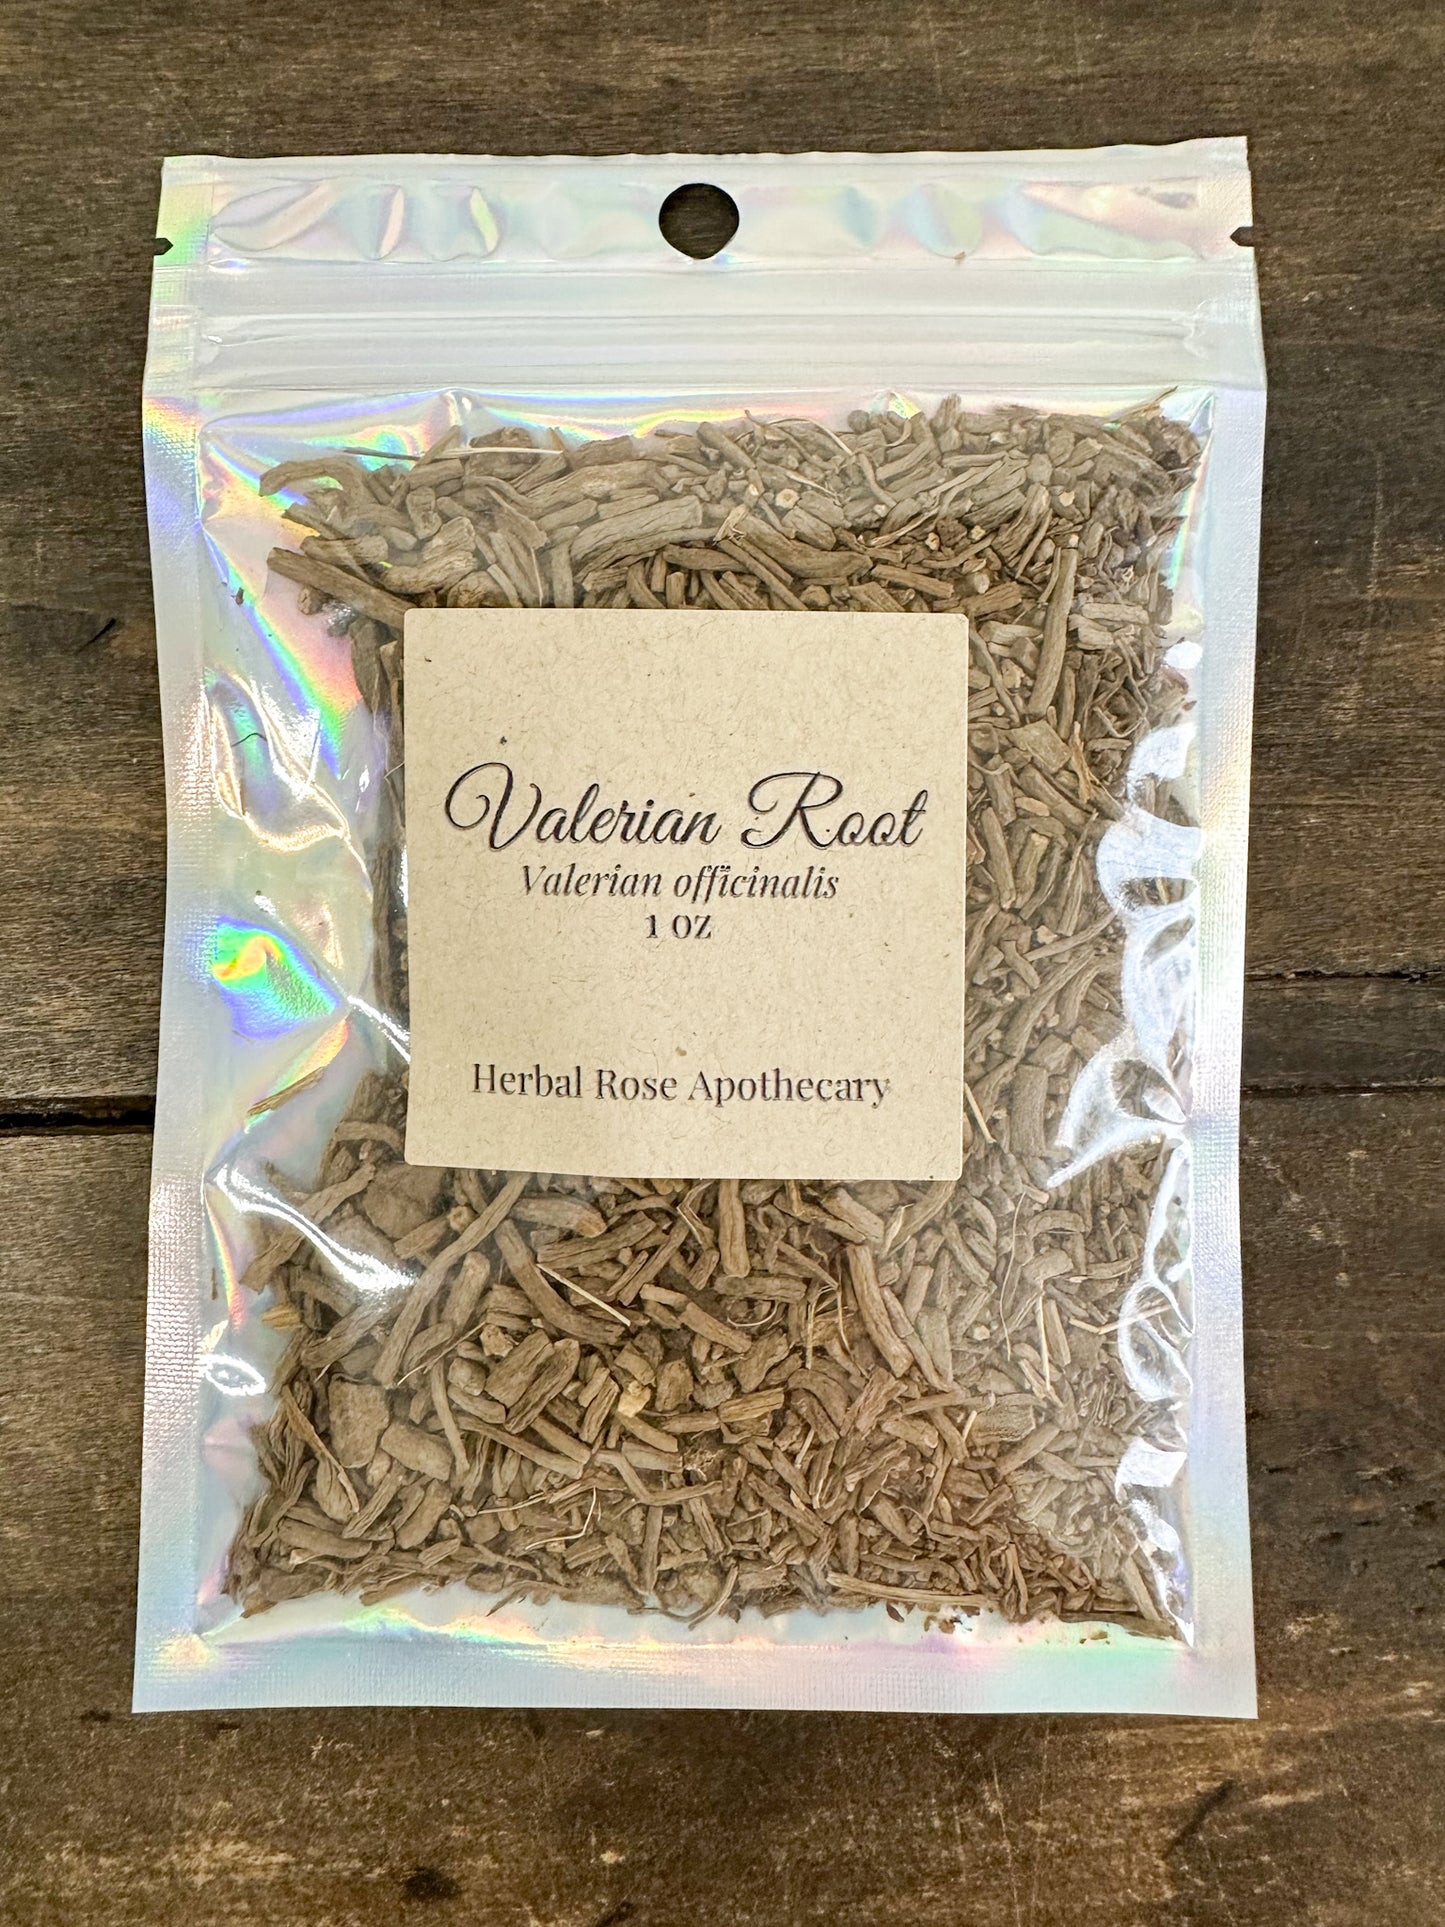 Valerian Root
Valerian officinalis
1 oz
Herbal Rose Apothecary